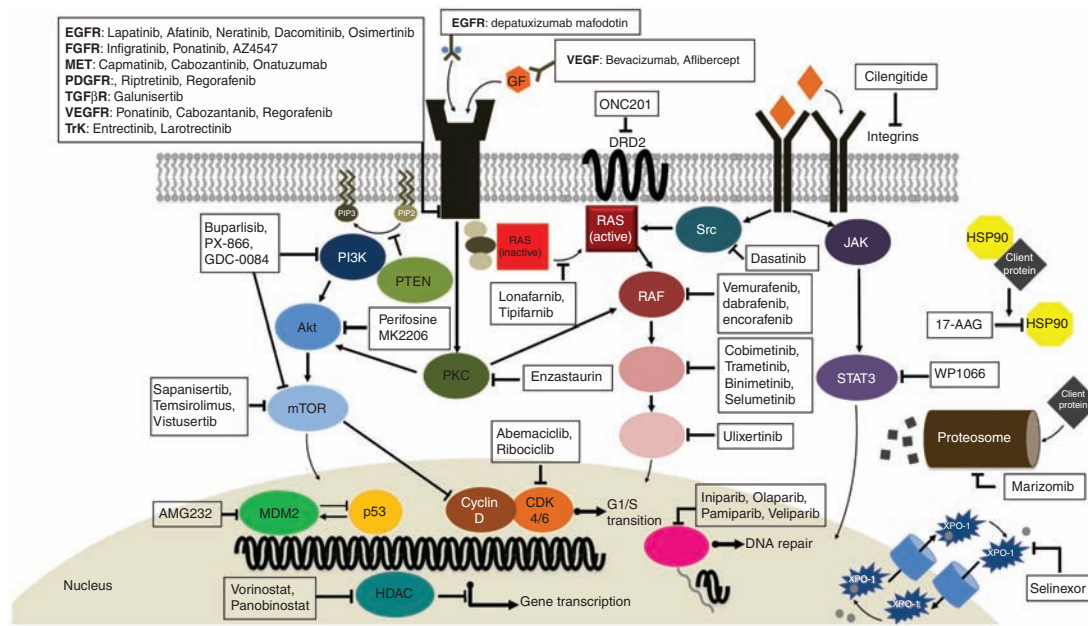 EGFR: Lapatinib, Afatinib, Neratinib, Dacomitinib, Osimertinib
FGFR: Infigratinib, Ponatinib, AZ4547
MET: Capmatinib, Cabozantinib, Onatuzumab
PDGFR:, Ripretinib, Regorafenib
TGFβR: Galunisertib
VEGFR: Ponatinib, Cabozantanib, Regorafenib
TrK: Entrectinib, Larotrectinib
EGFR: depatuxizumab mafodotin
GF
VEGF: Bevacizumab, Aflibercept
ONC201
DRD2
Cilengitide
Integrins
PIP3
PIP2
Buparlisib,
PX-866,
GDC-0084
PI3K
PTEN
RAS
(inactive)
RAS
(active)
Src
JAK
Dasatinib
HSP90
Client
protein
Lonafarnib,
Tipifarnib
RAF
Vemurafenib,
dabrafenib,
encorafenib
17-AAG
HSP90
Akt
Perifosine
MK2206
PKC
Enzastaurin
Cobimetinib,
Trametinib,
Binimetinib,
Selumetinib
STAT3
WP1066
Sapanisertib,
Temsirolimus,
Vistusertib
mTOR
Client
protein
Ulixertinib
Proteosome
Marizomib
Abemaciclib,
Ribociclib
AMG232
MDM2
p53
Cyclin
D
CDK
4/6
G1/S
transition
Iniparib, Olaparib,
Pamiparib, Veliparib
DNA repair
XPO-1
XPO-1
XPO-1
XPO-1
Selinexor
Nucleus
Vorinostat,
Panobinostat
HDAC
Gene transcription